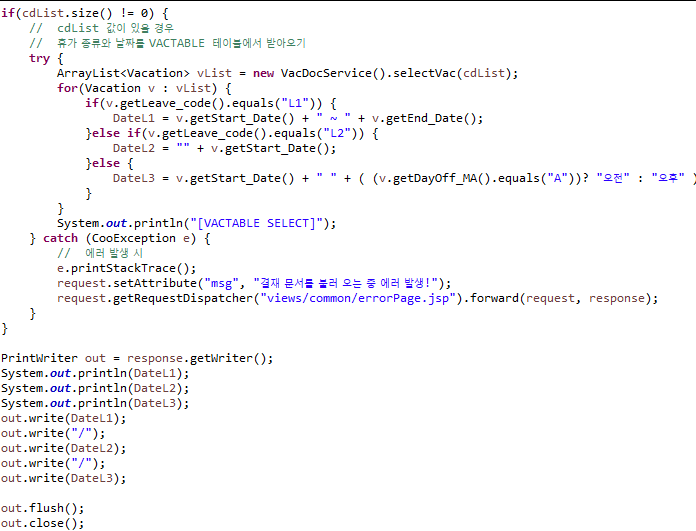 if(cdList.size() != 0) {
    //  cdList 값이 있을 경우
    //  휴가 종류와 날짜를 VACTABLE 테이블에서 받아오기
    try {
        ArrayList<Vacation> vList = new VacDocService().selectVac(cdList);
        for(Vacation v : vList) {
            if(v.getLeave_code().equals("L1")) {
                DateL1 = v.getStart_Date() + " ~ " + v.getEnd_Date();
            }else if(v.getLeave_code().equals("L2")) {
                DateL2 = "" + v.getStart_Date();
            }else {
                DateL3 = v.getStart_Date() + " " + ( (v.getDayOff_MA().equals("A"))? "오전" : "오후" )
            }
        }
        System.out.println("[VACTABLE SELECT]");
    } catch (CooException e) {
        //  에러 발생 시
        e.printStackTrace();
        request.setAttribute("msg", "결재 문서를 불러 오는 중 에러 발생!");
        request.getRequestDispatcher("views/common/errorPage.jsp").forward(request, response);
    }
}
PrintWriter out = response.getWriter();
System.out.println(DateL1);
System.out.println(DateL2);
System.out.println(DateL3);
out.write(DateL1);
out.write("/");
out.write(DateL2);
out.write("/");
out.write(DateL3);
out.flush();
out.close();